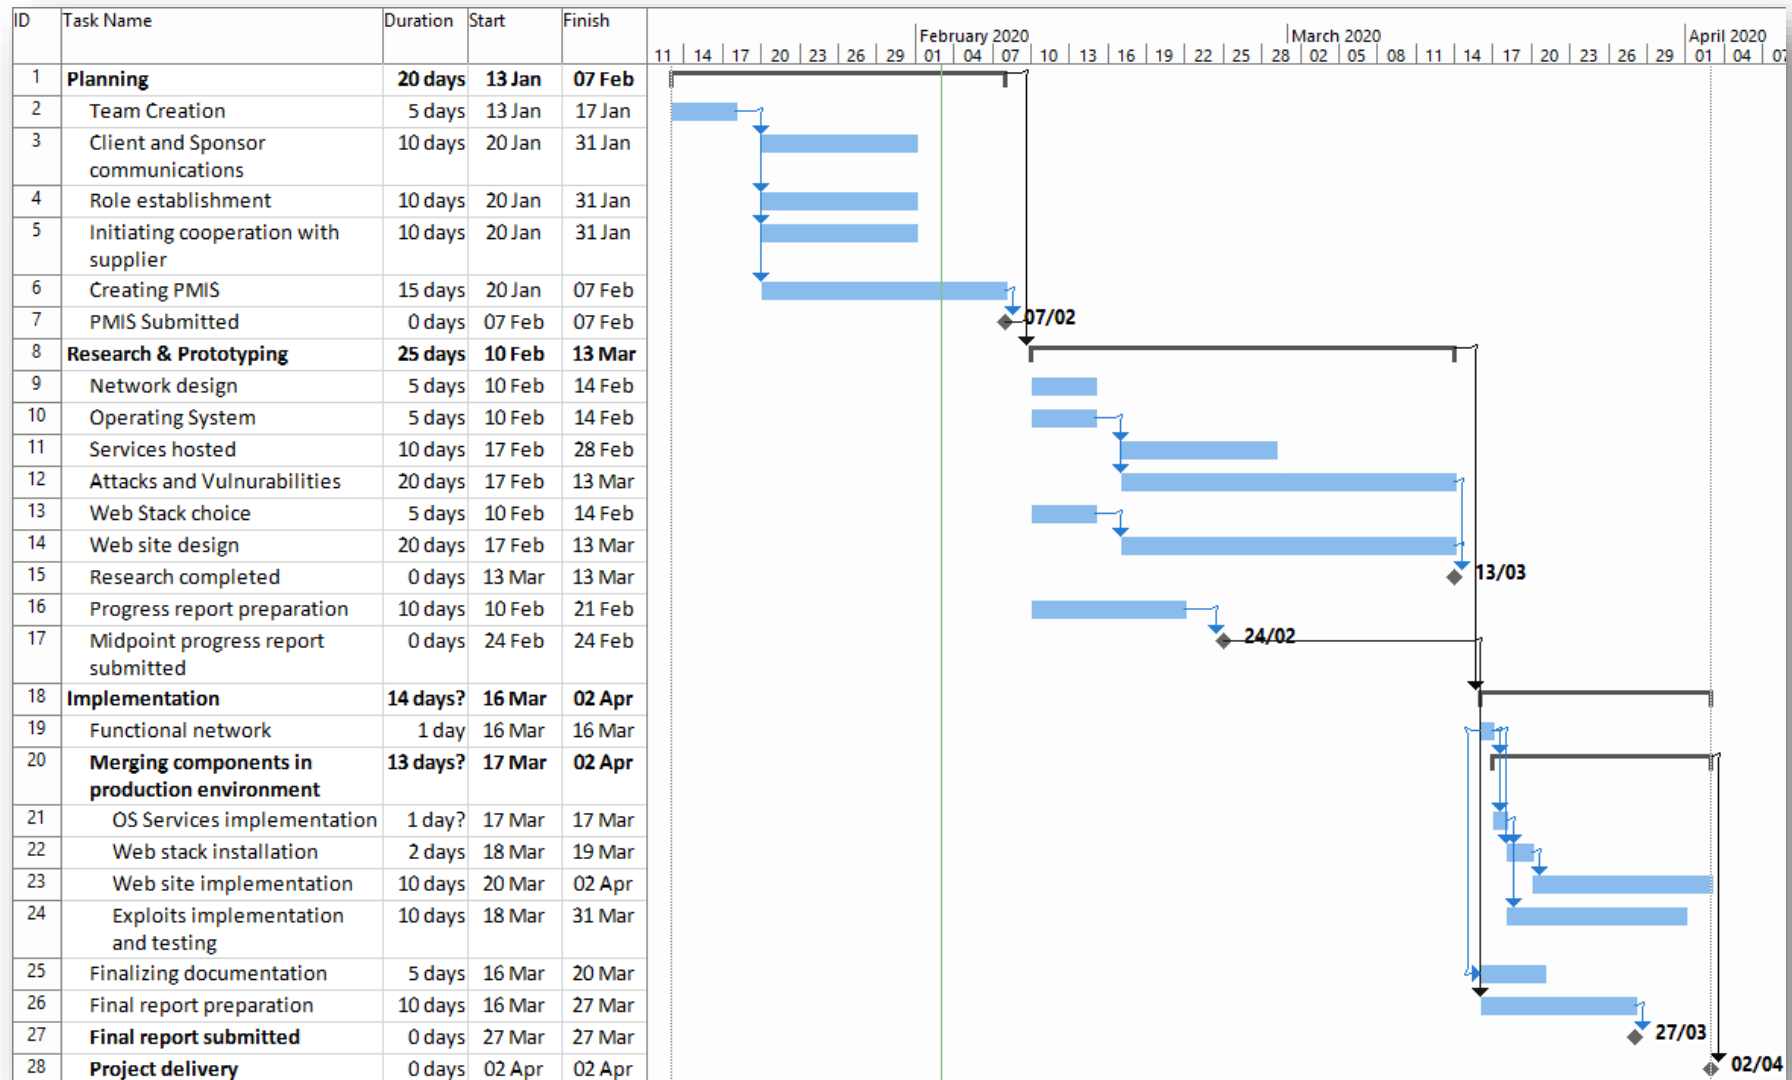 ID Task Name Duration Start Finish
February 2020 March 2020 April 2020
11 14 17 20 23 26 29 01 04 07 10 13 16 19 22 25 28 02 05 08 11 14 17 20 23 26 29 01 04 07
1 Planning 20 days 13 Jan 07 Feb
2 Team Creation 5 days 13 Jan 17 Jan
3 Client and Sponsor 10 days 20 Jan 31 Jan
communications
4 Role establishment 10 days 20 Jan 31 Jan
5 Initiating cooperation with 10 days 20 Jan 31 Jan
supplier
6 Creating PMIS 15 days 20 Jan 07 Feb
7 PMIS Submitted 0 days 07 Feb 07 Feb 07/02
8 Research & Prototyping 25 days 10 Feb 13 Mar
9 Network design 5 days 10 Feb 14 Feb
10 Operating System 5 days 10 Feb 14 Feb
11 Services hosted 10 days 17 Feb 28 Feb
12 Attacks and Vulnurabilities 20 days 17 Feb 13 Mar
13 Web Stack choice 5 days 10 Feb 14 Feb
14 Web site design 20 days 17 Feb 13 Mar
15 Research completed 0 days 13 Mar 13 Mar 13/03
16 Progress report preparation 10 days 10 Feb 21 Feb
17 Midpoint progress report 0 days 24 Feb 24 Feb 24/02
submitted
18 Implementation 14 days? 16 Mar 02 Apr
19 Functional network 1 day 16 Mar 16 Mar
20 Merging components in 13 days? 17 Mar 02 Apr
production environment
21 OS Services implementation 1 day? 17 Mar 17 Mar
22 Web stack installation 2 days 18 Mar 19 Mar
23 Web site implementation 10 days 20 Mar 02 Apr
24 Exploits implementation 10 days 18 Mar 31 Mar
and testing
25 Finalizing documentation 5 days 16 Mar 20 Mar
26 Final report preparation 10 days 16 Mar 27 Mar
27 Final report submitted 0 days 27 Mar 27 Mar 27/03
28 Project delivery 0 days 02 Apr 02 Apr 02/04